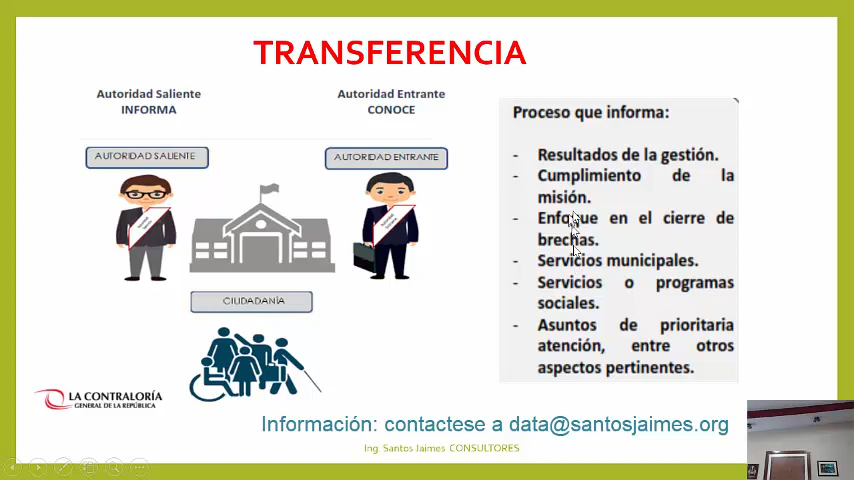 TRANSFERENCIA
Autoridad Saliente
INFORMA
Autoridad Entrante
CONOCE
AUTORIDAD SALIENTE
AUTORIDAD ENTRANTE
CIUDADANÍA
Proceso que informa:
- Resultados de la gestión.
- Cumplimiento de la
misión.
- Enfoque en el cierre de
brechas.
- Servicios municipales.
- Servicios o programas
sociales.
- Asuntos de prioritaria
atención, entre otros
aspectos pertinentes.
LA CONTRALORÍA
GENERAL DE LA REPÚBLICA
Información: contactese a data@santosjaimes.org
Ing. Santos Jaimes CONSULTORES